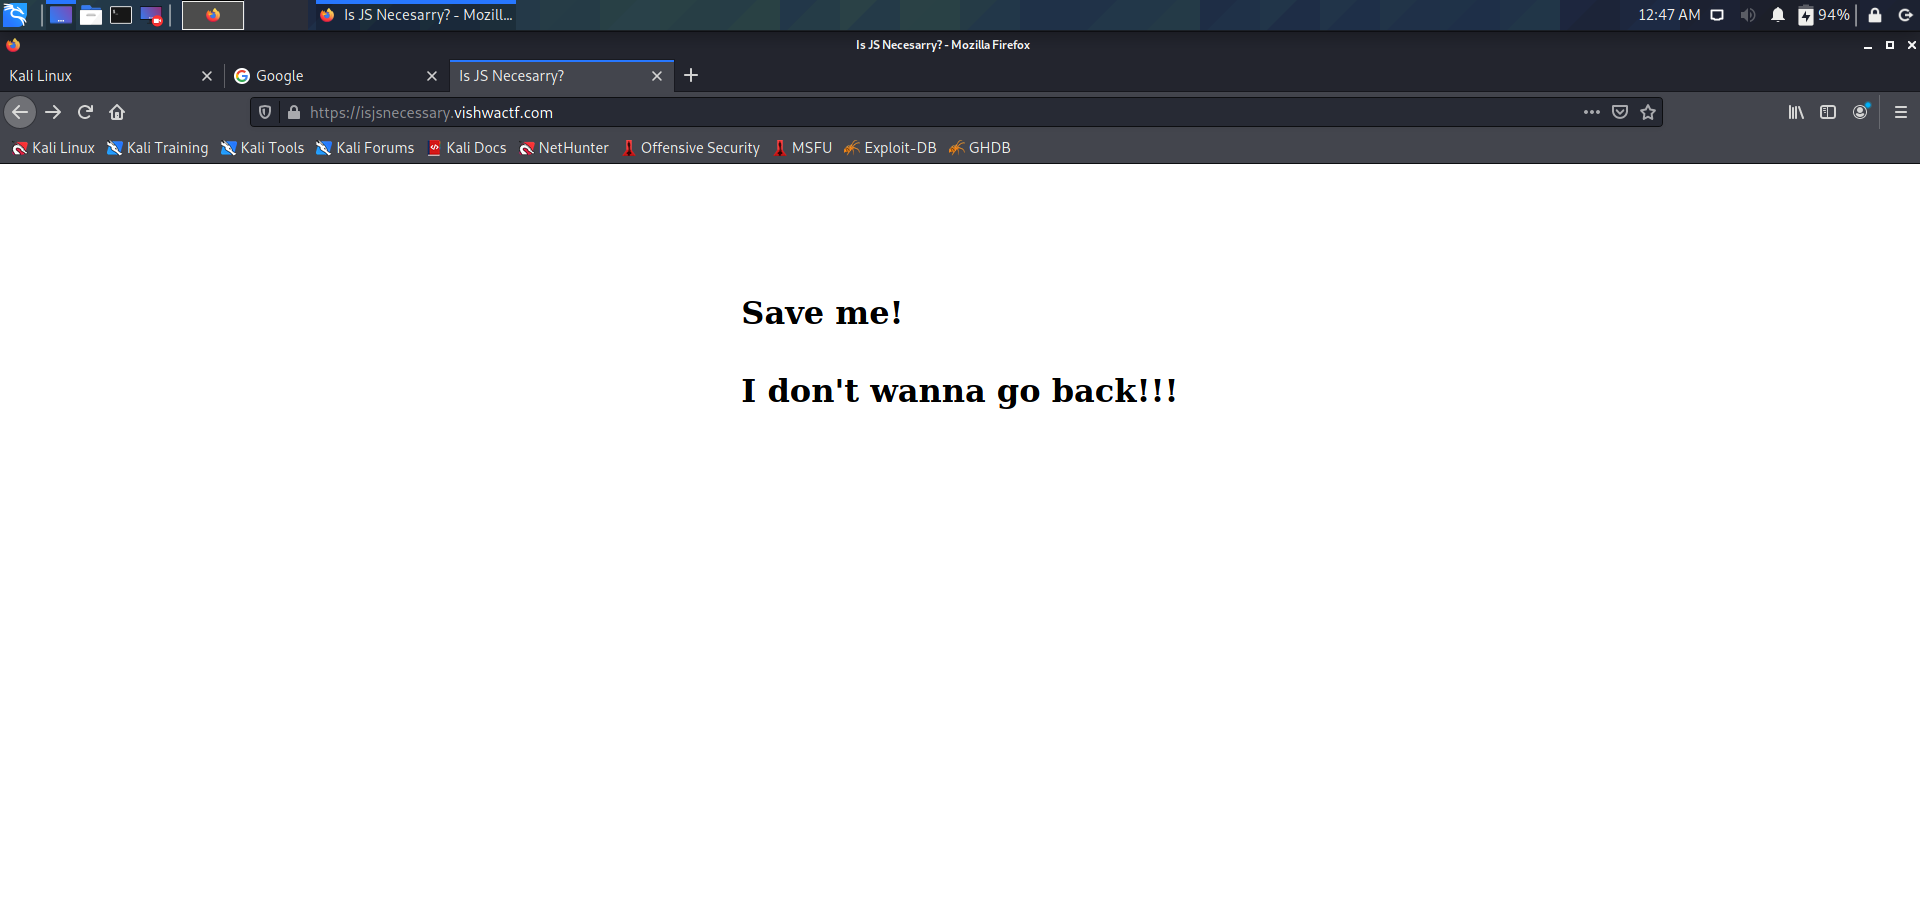 Is JS Necesarry? - Mozill...
12:47 AM
94%
Is JS Necesarry? - Mozilla Firefox
Kali Linux
Google
Is JS Necesarry?
https://isjsnecessary.vishwactf.com
Kali Linux
Kali Training
Kali Tools
Kali Forums
Kali Docs
NetHunter
Offensive Security
MSFU
Exploit-DB
GHDB
Save me!
I don't wanna go back!!!